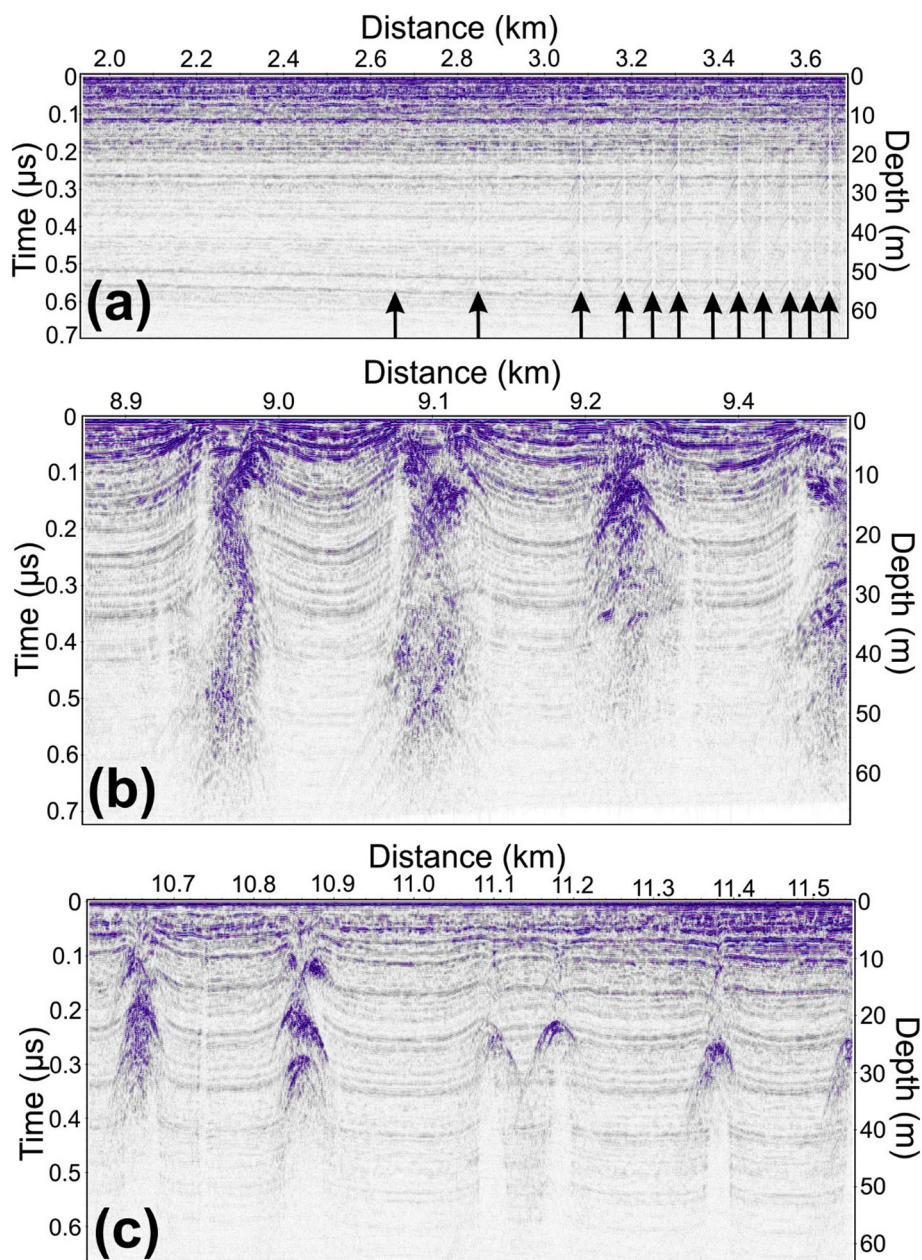 Distance (km)
2.0 2.2 2.4 2.6 2.8 3.0 3.2 3.4 3.6
0 0
0.1 10
0.2 20
0.3 30
0.4 40
0.5 50
0.6 60
0.7
Time (μs)
Depth (m)
(a)
Distance (km)
8.9 9.0 9.1 9.2 9.4
0 0
0.1 10
0.2 20
0.3 30
0.4 40
0.5 50
0.6 60
0.7
Time (μs)
Depth (m)
(b)
Distance (km)
10.7 10.8 10.9 11.0 11.1 11.2 11.3 11.4 11.5
0 0
0.1 10
0.2 20
0.3 30
0.4 40
0.5 50
0.6 60
Time (μs)
Depth (m)
(c)